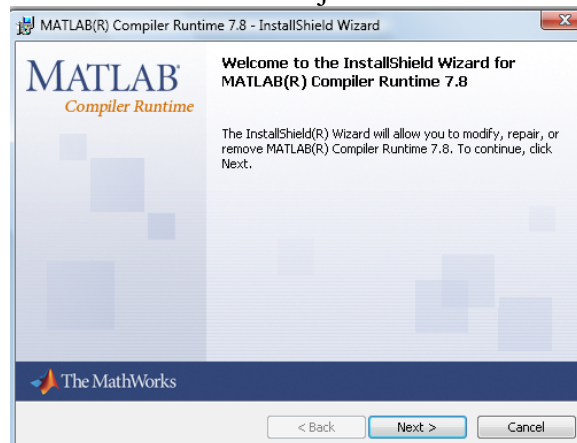 MATLAB(R) Compiler Runtime 7.8 - InstallShield Wizard
MATLAB®
Compiler Runtime
Welcome to the InstallShield Wizard for
MATLAB(R) Compiler Runtime 7.8
The InstallShield(R) Wizard will allow you to modify, repair, or
remove MATLAB(R) Compiler Runtime 7.8. To continue, click
Next.
The MathWorks
< Back
Next >
Cancel